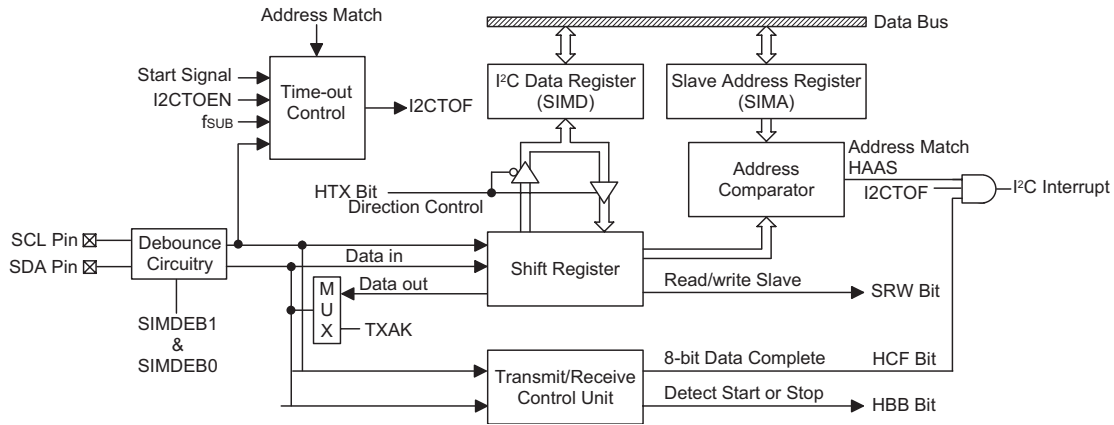 Address Match
Data Bus
Start Signal
I2CTOEN
fSUB
Time-out
Control
I2CTOF
I²C Data Register
(SIMD)
Slave Address Register
(SIMA)
HTX Bit
Direction Control
Address
Comparator
Address Match
HAAS
I2CTOF
I²C Interrupt
SCL Pin
SDA Pin
Debounce
Circuitry
SIMDEB1
&
SIMDEB0
Data in
Data out
M
U
X
TXAK
Shift Register
Read/write Slave
SRW Bit
Transmit/Receive
Control Unit
8-bit Data Complete
HCF Bit
Detect Start or Stop
HBB Bit